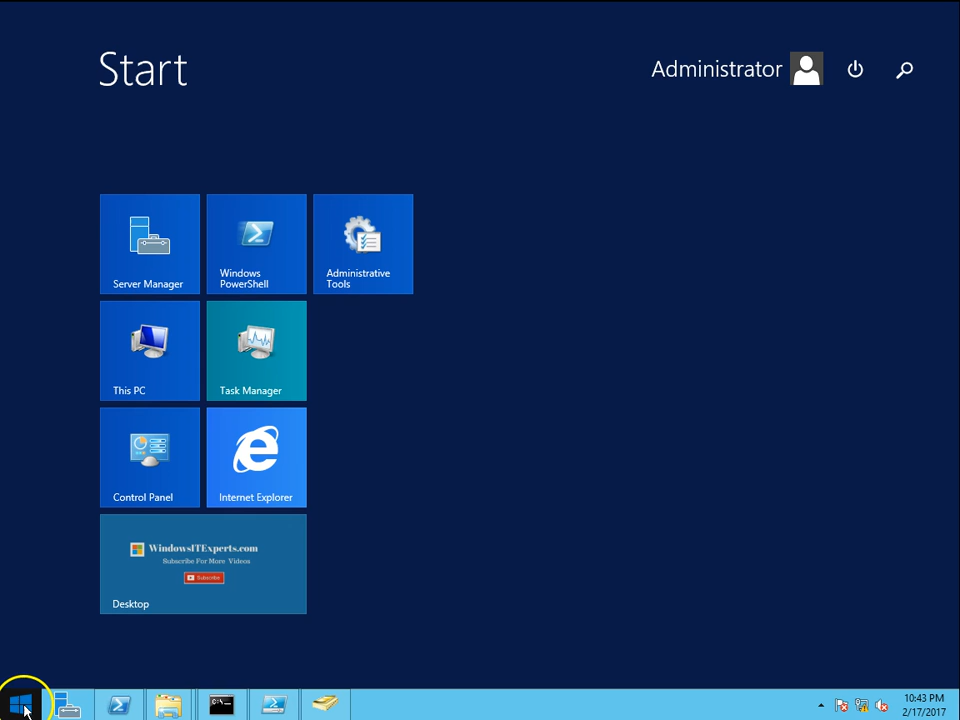 Start
Administrator
Server Manager
Windows
PowerShell
Administrative
Tools
This PC
Task Manager
Control Panel
Internet Explorer
WindowsITExperts.com
Subscribe For More Videos
Subscribe
Desktop
C:\_
10:43 PM
2/17/2017